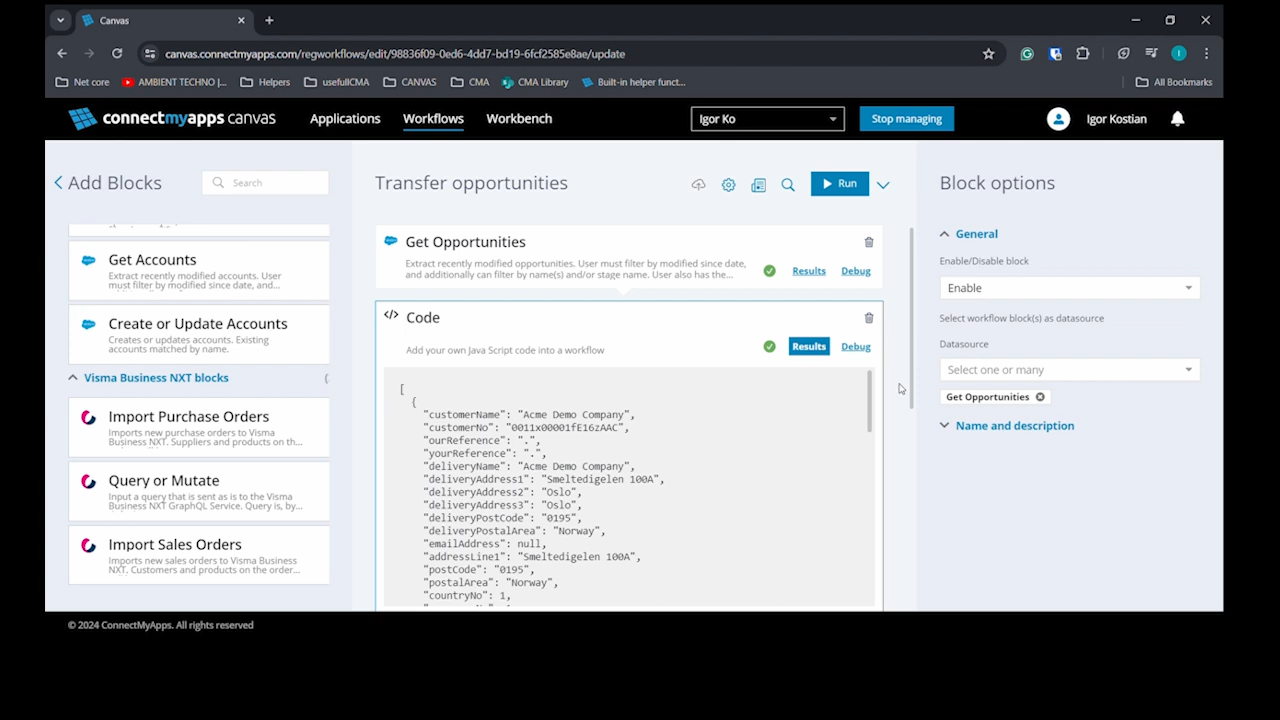 Canvas
canvas.connectmyapps.com/regworkflows/edit/98836f09-0ed6-4dd7-bd19-6fcf2585e8ae/update
Net core
AMBIENT TECHNO |...
Helpers
usefullCMA
CANVAS
CMA
CMA Library
Built-in helper funct...
All Bookmarks
connectmyapps canvas
Applications
Workflows
Workbench
Igor Ko
Stop managing
Igor Kostian
Add Blocks
Search
Get Accounts
Extract recently modified accounts. User
must filter by modified since date, and...
Create or Update Accounts
Creates or updates accounts. Existing
accounts matched by name.
Visma Business NXT blocks
Import Purchase Orders
Imports new purchase orders to Visma
Business NXT. Suppliers and products on th...
Query or Mutate
Input a query that is sent as is to the Visma
Business NXT GraphQL Service. Query is, by...
Import Sales Orders
Imports new sales orders to Visma Business
NXT. Customers and products on the order...
Transfer opportunities
Run
Get Opportunities
Extract recently modified opportunities. User must filter by modified since date,
and additionally can filter by name(s) and/or stage name. User also has the...
Results
Debug
Code
Add your own Java Script code into a workflow
Results
Debug
[
{
"customerName": "Acme Demo Company",
"customerNo": "0011x00001fE16zAAC",
"ourReference": ".",
"yourReference": ".",
"deliveryName": "Acme Demo Company",
"deliveryAddress1": "Smeltedigelen 100A",
"deliveryAddress2": "Oslo",
"deliveryAddress3": "Oslo",
"deliveryPostCode": "0195",
"deliveryPostalArea": "Norway",
"emailAddress": null,
"addressLine1": "Smeltedigelen 100A",
"postCode": "0195",
"postalArea": "Norway",
"countryNo": 1,
Block options
General
Enable/Disable block
Enable
Select workflow block(s) as datasource
Datasource
Select one or many
Get Opportunities
Name and description
© 2024 ConnectMyApps. All rights reserved